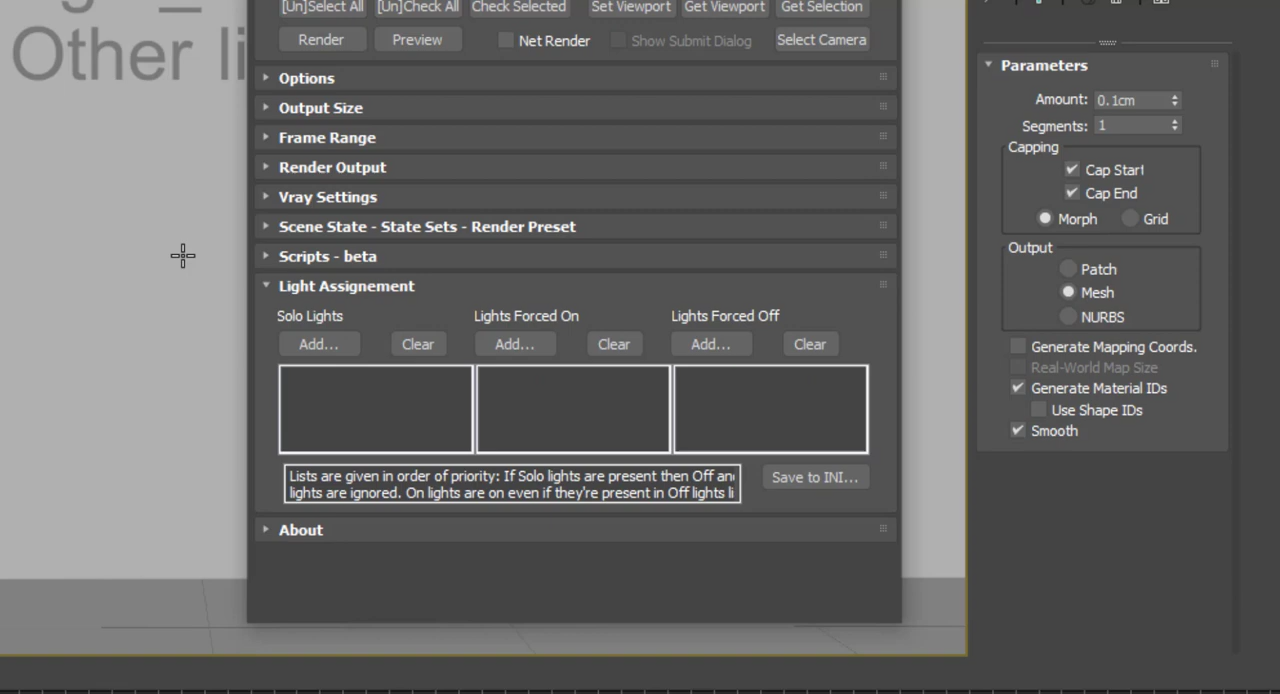 Other li
[Un]Select All [Un]Check All Check Selected Set Viewport Get Viewport Get Selection
Render Preview Net Render Show Submit Dialog Select Camera
Options
Output Size
Frame Range
Render Output
Vray Settings
Scene State - State Sets - Render Preset
Scripts - beta
Light Assignement
Solo Lights Lights Forced On Lights Forced Off
Add... Clear Add... Clear Add... Clear
Lists are given in order of priority: If Solo lights are present then Off an
lights are ignored. On lights are on even if they're present in Off lights li
Save to INI...
About
Parameters
Amount: 0.1cm
Segments: 1
Capping
Cap Start
Cap End
Morph Grid
Output
Patch
Mesh
NURBS
Generate Mapping Coords.
Real-World Map Size
Generate Material IDs
Use Shape IDs
Smooth